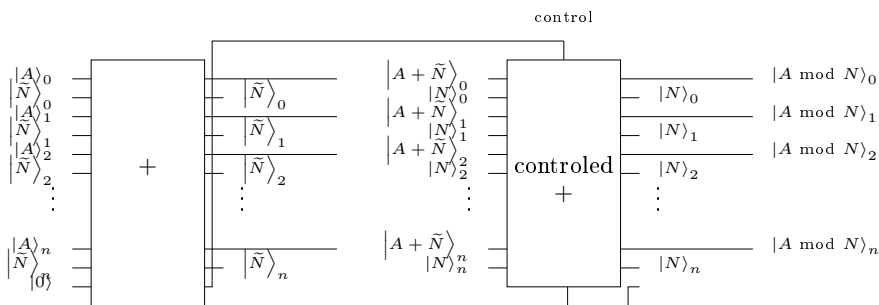 control
|A⟩₀ |Ñ⟩₀ |A + Ñ⟩₀ |N⟩₀ |N⟩₀ |A mod N⟩₀
|Ñ⟩₀
|A⟩₁ |Ñ⟩₁ |A + Ñ⟩₁ |N⟩₁ |N⟩₁ |A mod N⟩₁
|Ñ⟩₁
|A⟩₂ |Ñ⟩₂ |A + Ñ⟩₂ |N⟩₂ |N⟩₂ |A mod N⟩₂
|Ñ⟩₂
+ controled
+
⋮ ⋮ ⋮ ⋮
|A⟩ₙ |Ñ⟩ₙ |A + Ñ⟩ₙ |N⟩ₙ |N⟩ₙ |A mod N⟩ₙ
|Ñ⟩ₙ
|0⟩